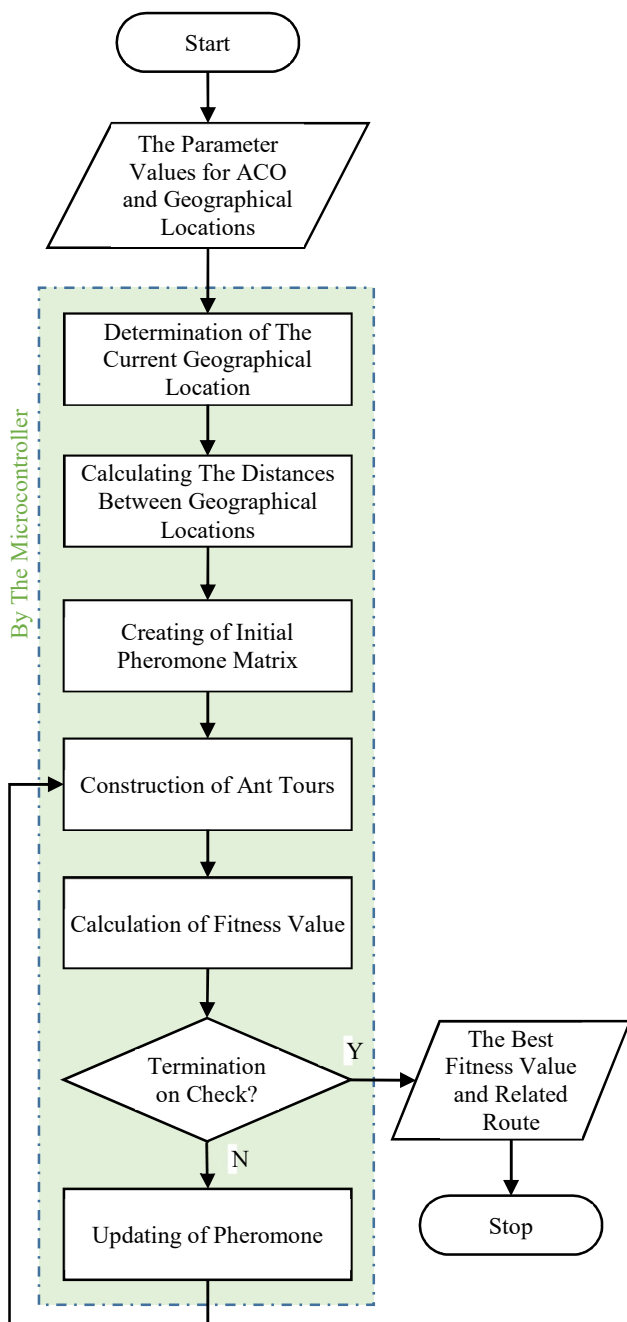 Start
The Parameter
Values for ACO
and Geographical
Locations
By The Microcontroller
Determination of The
Current Geographical
Location
Calculating The Distances
Between Geographical
Locations
Creating of Initial
Pheromone Matrix
Construction of Ant Tours
Calculation of Fitness Value
Termination
on Check?
Y
The Best
Fitness Value
and Related
Route
N
Updating of Pheromone
Stop